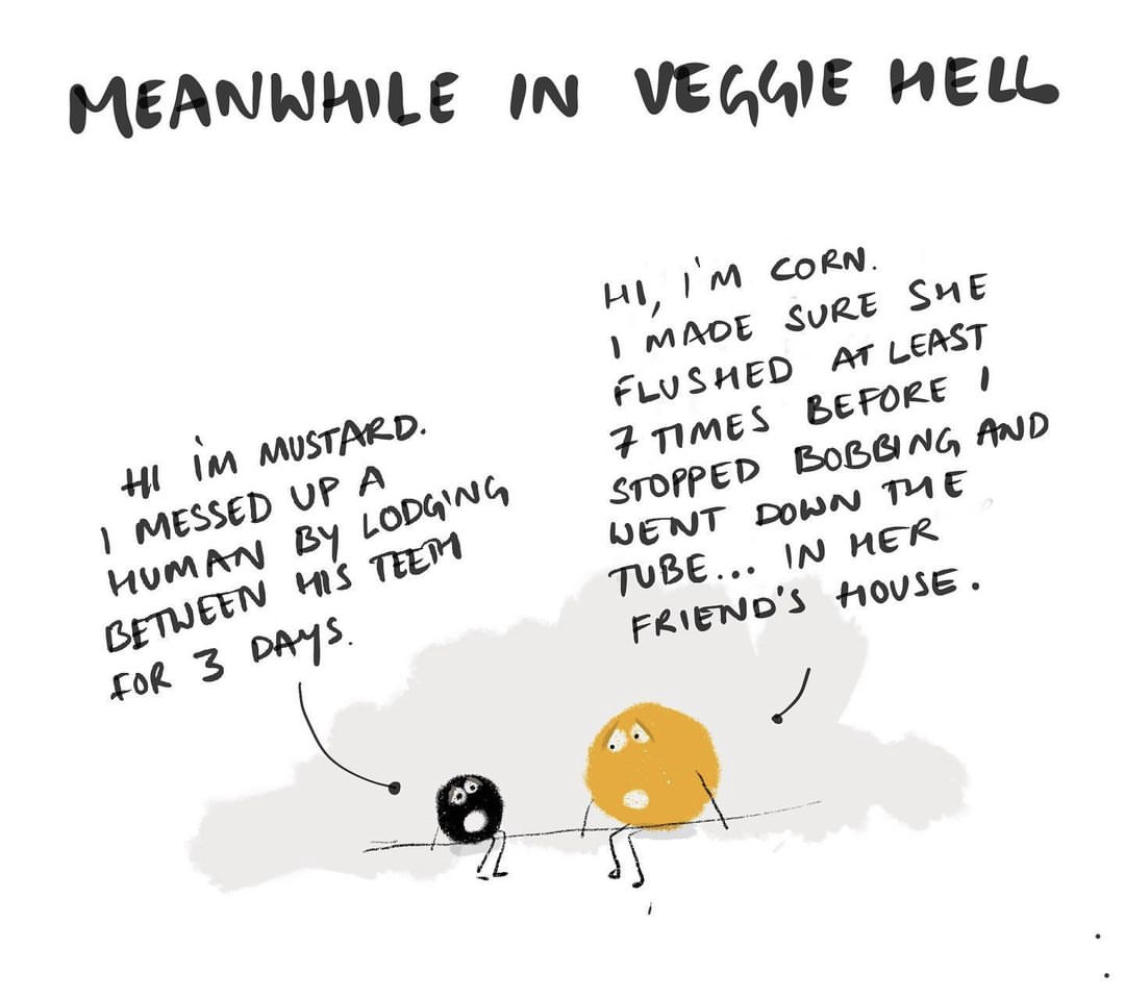 MEANWHILE IN VEGGIE HELL
HI I'M MUSTARD.
I MESSED UP A
HUMAN BY LODGING
BETWEEN HIS TEETH
FOR 3 DAYS.
HI, I'M CORN.
I MADE SURE SHE
FLUSHED AT LEAST
7 TIMES BEFORE I
STOPPED BOBBING AND
WENT DOWN THE
TUBE... IN HER
FRIEND'S HOUSE.